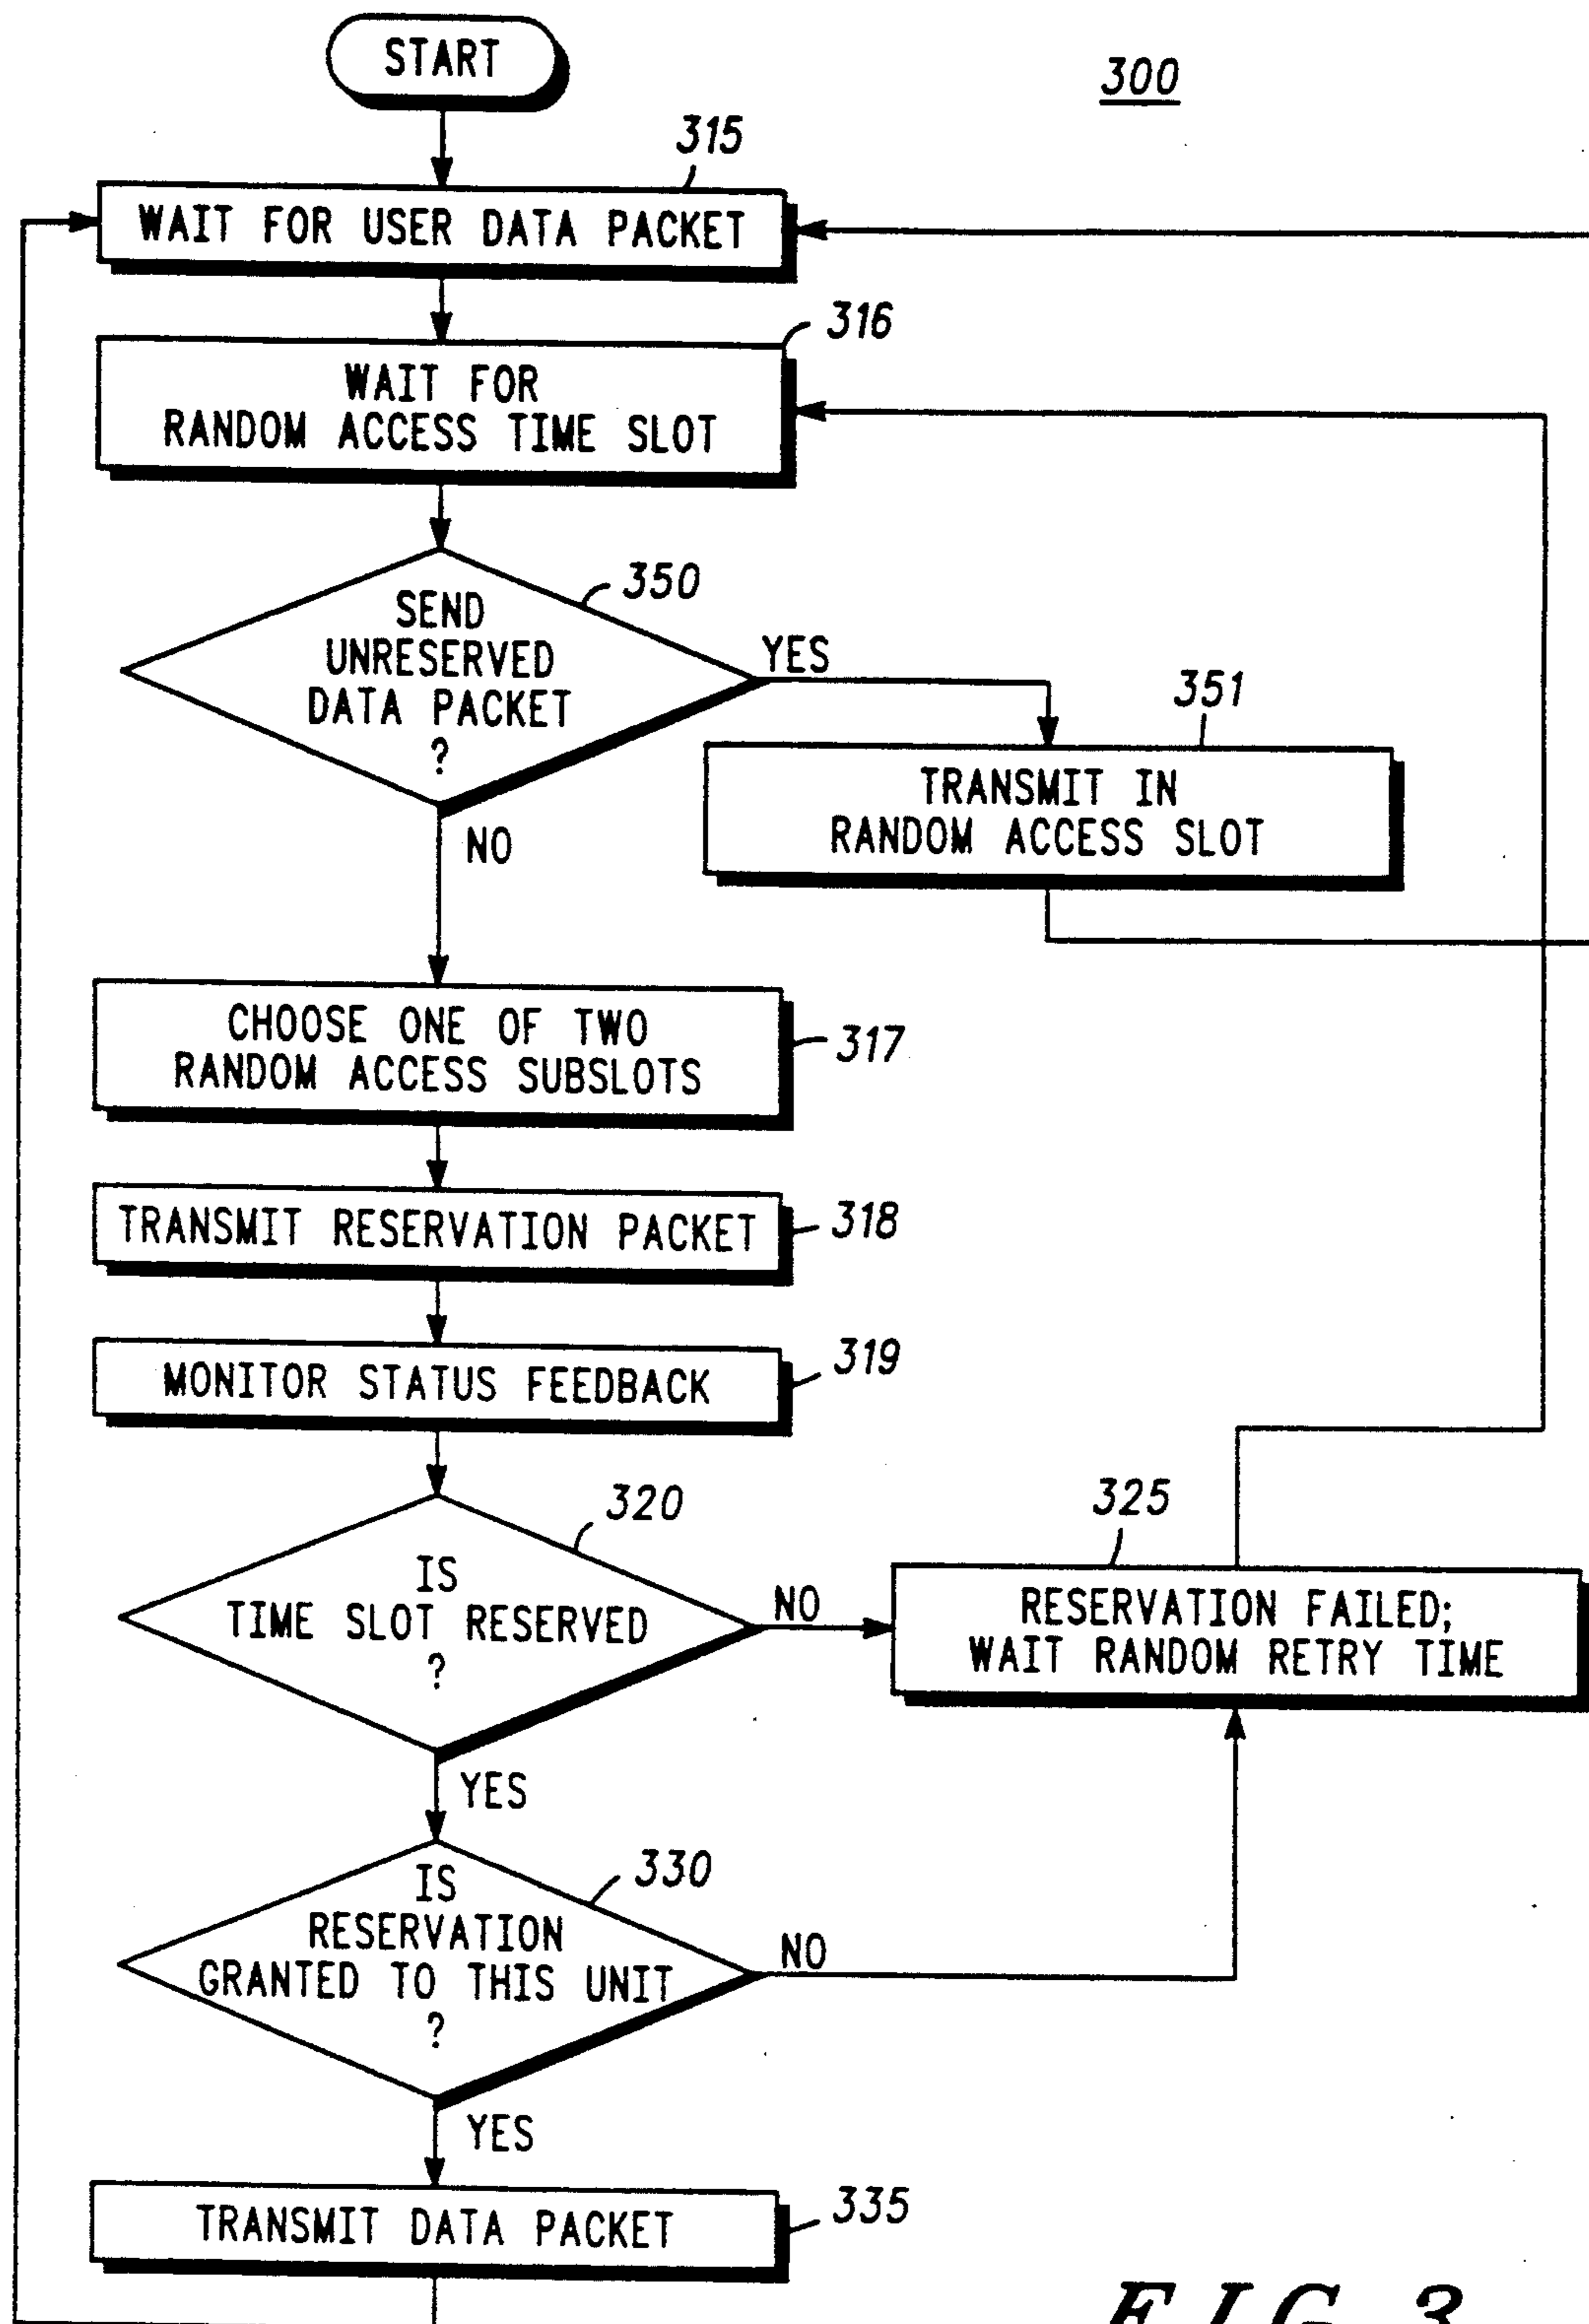 START
300
315
WAIT FOR USER DATA PACKET
316
WAIT FOR
RANDOM ACCESS TIME SLOT
350
SEND
UNRESERVED
DATA PACKET
?
YES
351
TRANSMIT IN
RANDOM ACCESS SLOT
NO
CHOOSE ONE OF TWO
RANDOM ACCESS SUBSLOTS
317
TRANSMIT RESERVATION PACKET
318
MONITOR STATUS FEEDBACK
319
320
IS
TIME SLOT RESERVED
?
NO
325
RESERVATION FAILED;
WAIT RANDOM RETRY TIME
YES
330
IS
RESERVATION
GRANTED TO THIS UNIT
?
NO
YES
TRANSMIT DATA PACKET
335
FIG. 3